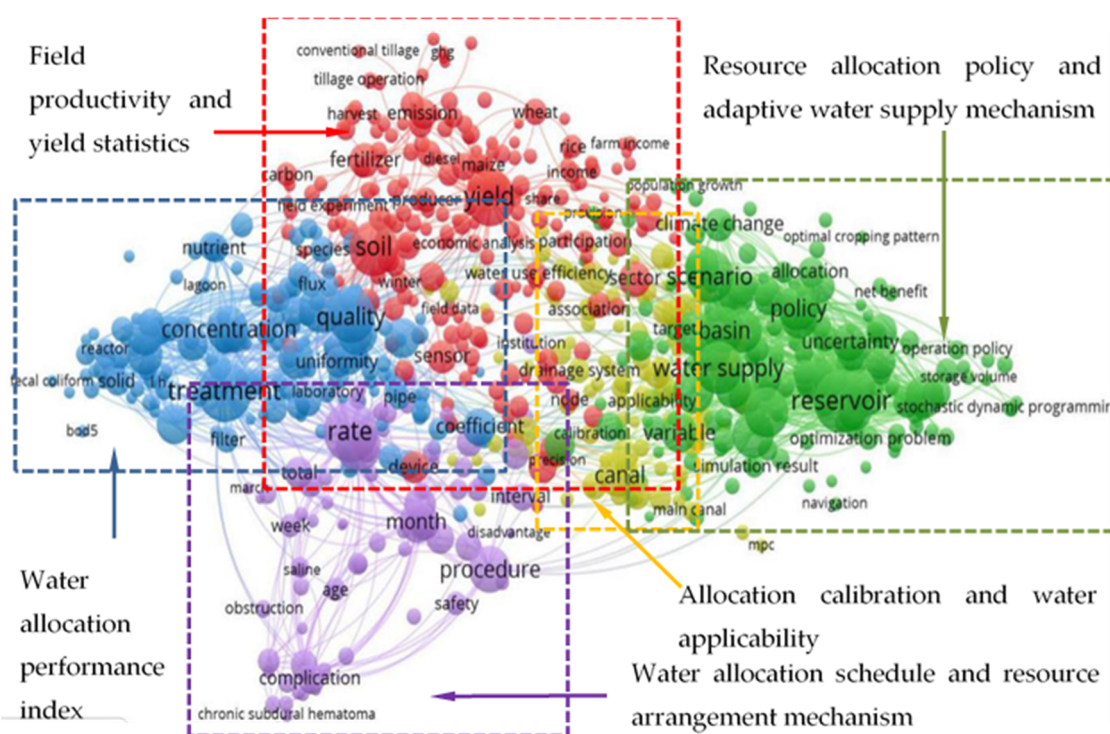 Field
productivity and
yield statistics
Resource allocation policy and
adaptive water supply mechanism
conventional tillage ghg
tillage operation
harvest emission wheat
rice farm income
fertilizer diesel maize
income
carbon
population growth
field experiment producer yield share
climate change
nutrient species soil economic analysis participation
optimal cropping pattern
lagoon flux winter water use efficiency sector scenario allocation
net benefit
quality field data association policy
concentration target basin
reactor uniformity sensor institution uncertainty operation policy
fecal coliform solid 1 h drainage system water supply storage volume
treatment laboratory pipe node applicability reservoir
bod5 filter rate coefficient calibration variable optimization problem
precision
total device canal simulation result
march interval main canal navigation
week month disadvantage
mpc
saline procedure
age
obstruction safety
complication
chronic subdural hematoma
Water
allocation
performance
index
Allocation calibration and water
applicability
Water allocation schedule and resource
arrangement mechanism